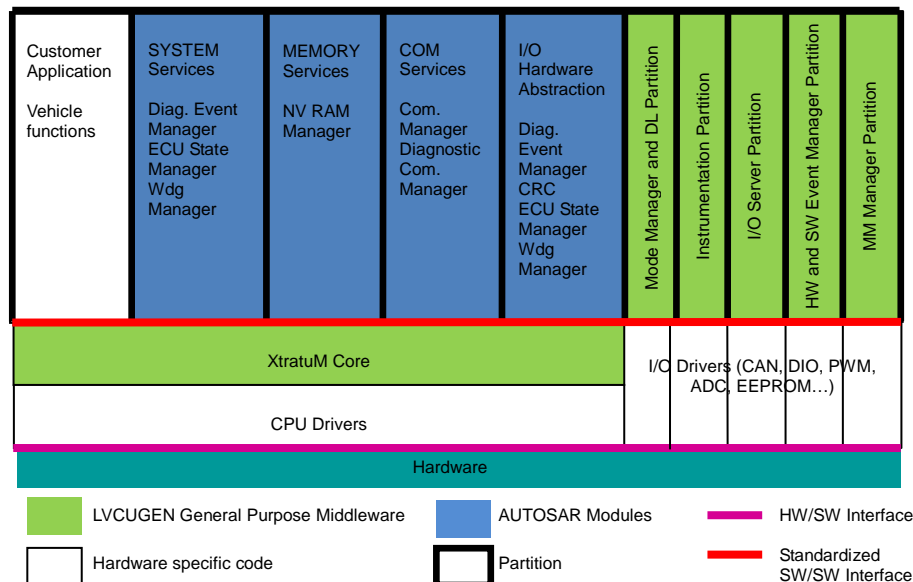 Customer
Application
Vehicle
functions
SYSTEM
Services
Diag. Event
Manager
ECU State
Manager
Wdg
Manager
MEMORY
Services
NV RAM
Manager
COM
Services
Com.
Manager
Diagnostic
Com.
Manager
I/O
Hardware
Abstraction
Diag.
Event
Manager
CRC
ECU State
Manager
Wdg
Manager
Mode Manager and DL Partition
Instrumentation Partition
I/O Server Partition
HW and SW Event Manager Partition
MM Manager Partition
XtratuM Core
I/O Drivers (CAN, DIO, PWM,
ADC, EEPROM…)
CPU Drivers
Hardware
LVCUGEN General Purpose Middleware
AUTOSAR Modules
HW/SW Interface
Hardware specific code
Partition
Standardized
SW/SW Interface